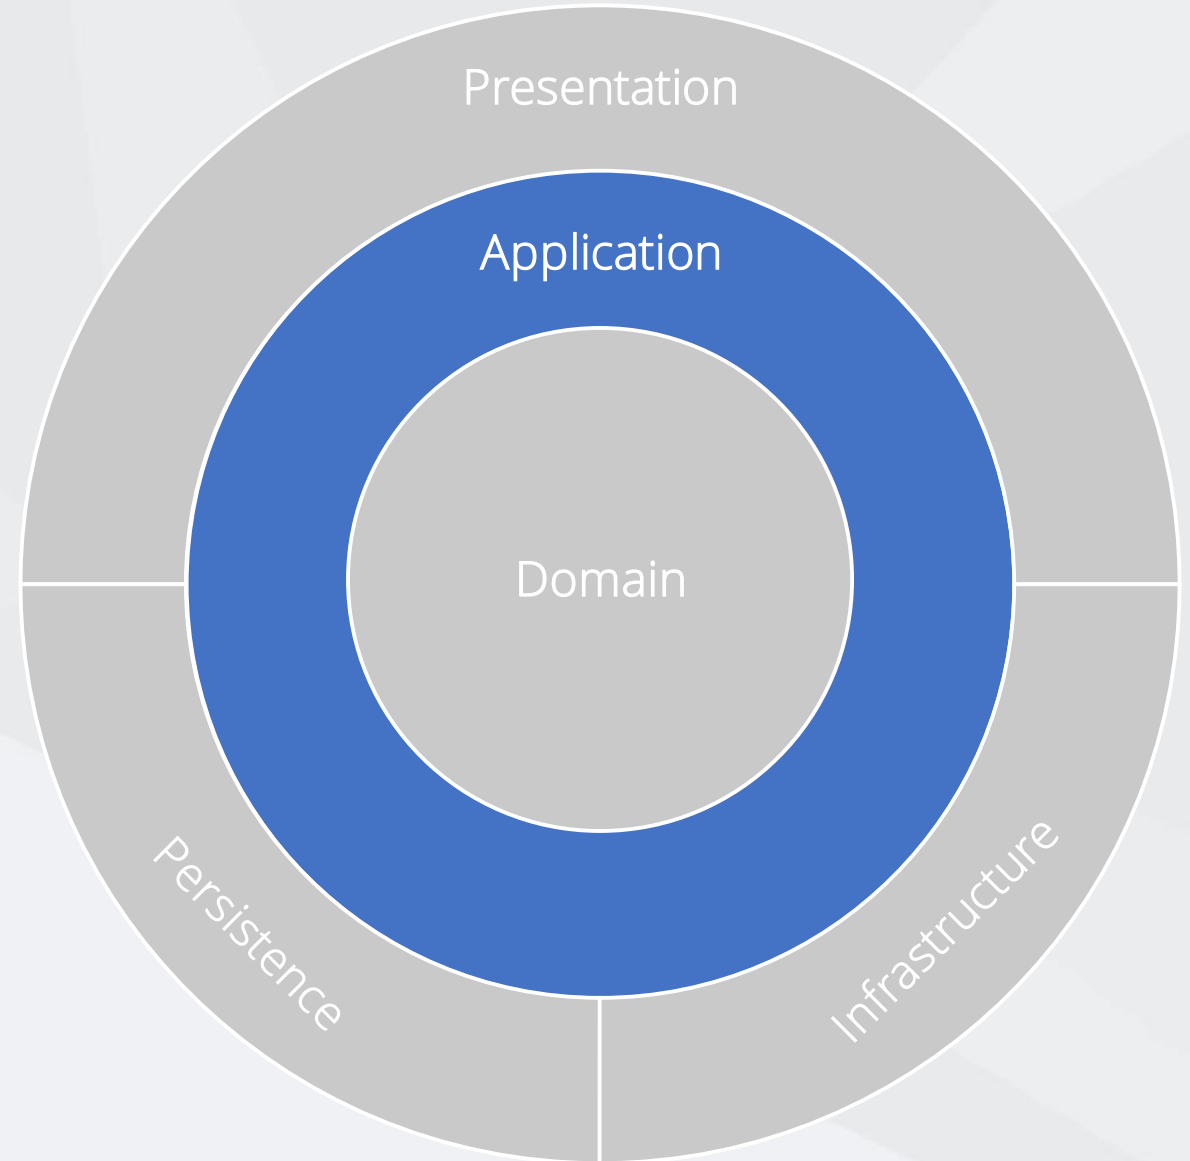 Presentation
Application
Domain
Persistence
Infrastructure